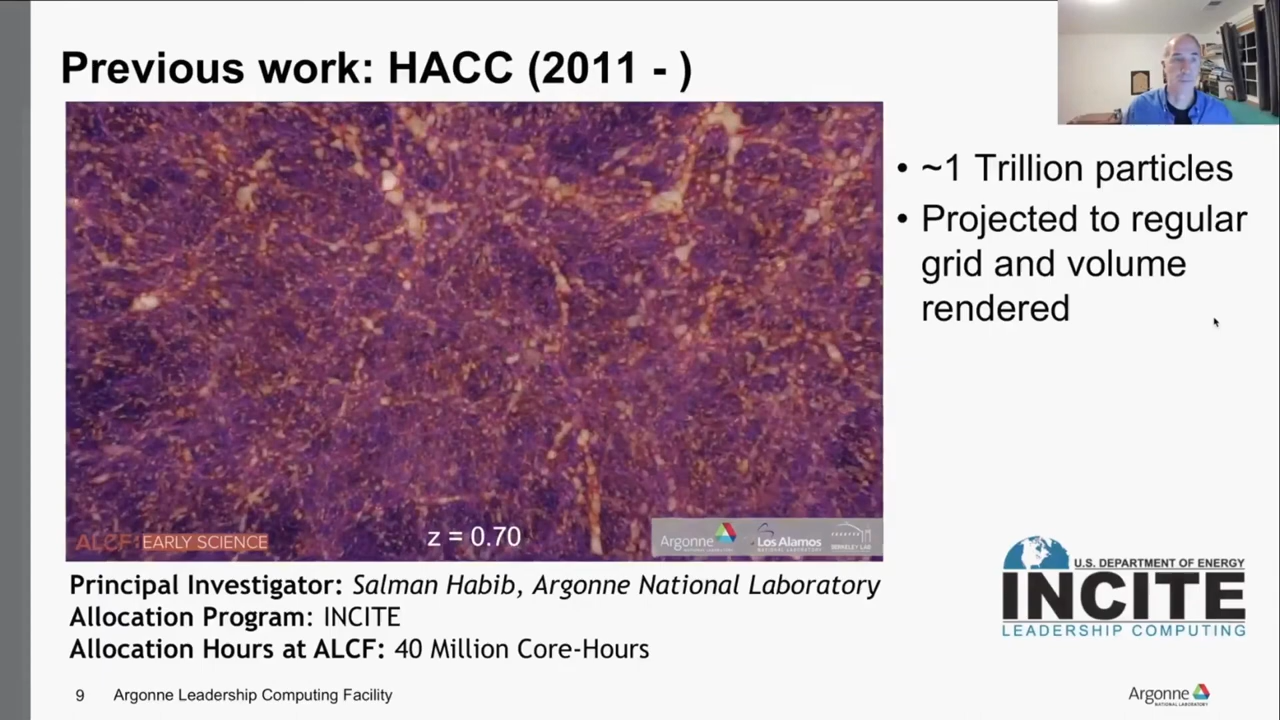 Previous work: HACC (2011 - )
• ~1 Trillion particles
• Projected to regular
grid and volume
rendered
z = 0.70
ALCF EARLY SCIENCE
Argonne
NATIONAL LABORATORY
Los Alamos
NATIONAL LABORATORY
BERKELEY LAB
Principal Investigator: Salman Habib, Argonne National Laboratory
Allocation Program: INCITE
Allocation Hours at ALCF: 40 Million Core-Hours
U.S. DEPARTMENT OF ENERGY
INCITE
LEADERSHIP COMPUTING
9 Argonne Leadership Computing Facility
Argonne
NATIONAL LABORATORY